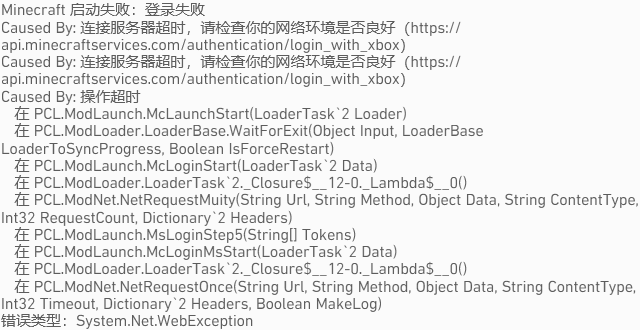 Minecraft 启动失败：登录失败
Caused By: 连接服务器超时，请检查你的网络环境是否良好（https://
api.minecraftservices.com/authentication/login_with_xbox）
Caused By: 连接服务器超时，请检查你的网络环境是否良好（https://
api.minecraftservices.com/authentication/login_with_xbox）
Caused By: 操作超时
在 PCL.ModLaunch.McLaunchStart(LoaderTask`2 Loader)
在 PCL.ModLoader.LoaderBase.WaitForExit(Object Input, LoaderBase
LoaderToSyncProgress, Boolean IsForceRestart)
在 PCL.ModLaunch.McLoginStart(LoaderTask`2 Data)
在 PCL.ModLoader.LoaderTask`2._Closure$__12-0._Lambda$__0()
在 PCL.ModNet.NetRequestMuity(String Url, String Method, Object Data, String ContentType,
Int32 RequestCount, Dictionary`2 Headers)
在 PCL.ModLaunch.MsLoginStep5(String[] Tokens)
在 PCL.ModLaunch.McLoginMsStart(LoaderTask`2 Data)
在 PCL.ModLoader.LoaderTask`2._Closure$__12-0._Lambda$__0()
在 PCL.ModNet.NetRequestOnce(String Url, String Method, Object Data, String ContentType,
Int32 Timeout, Dictionary`2 Headers, Boolean MakeLog)
错误类型：System.Net.WebException